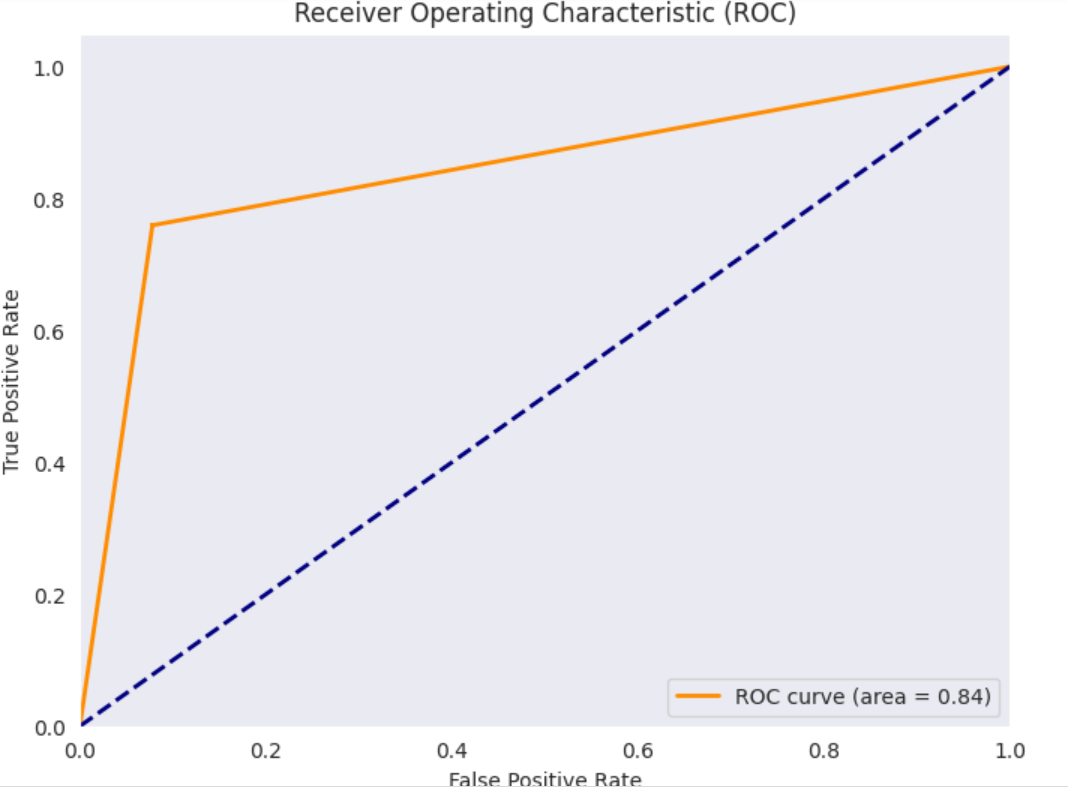 Receiver Operating Characteristic (ROC)
1.0
0.8
0.6
0.4
0.2
0.0
True Positive Rate
ROC curve (area = 0.84)
0.0 0.2 0.4 0.6 0.8 1.0
False Positive Rate